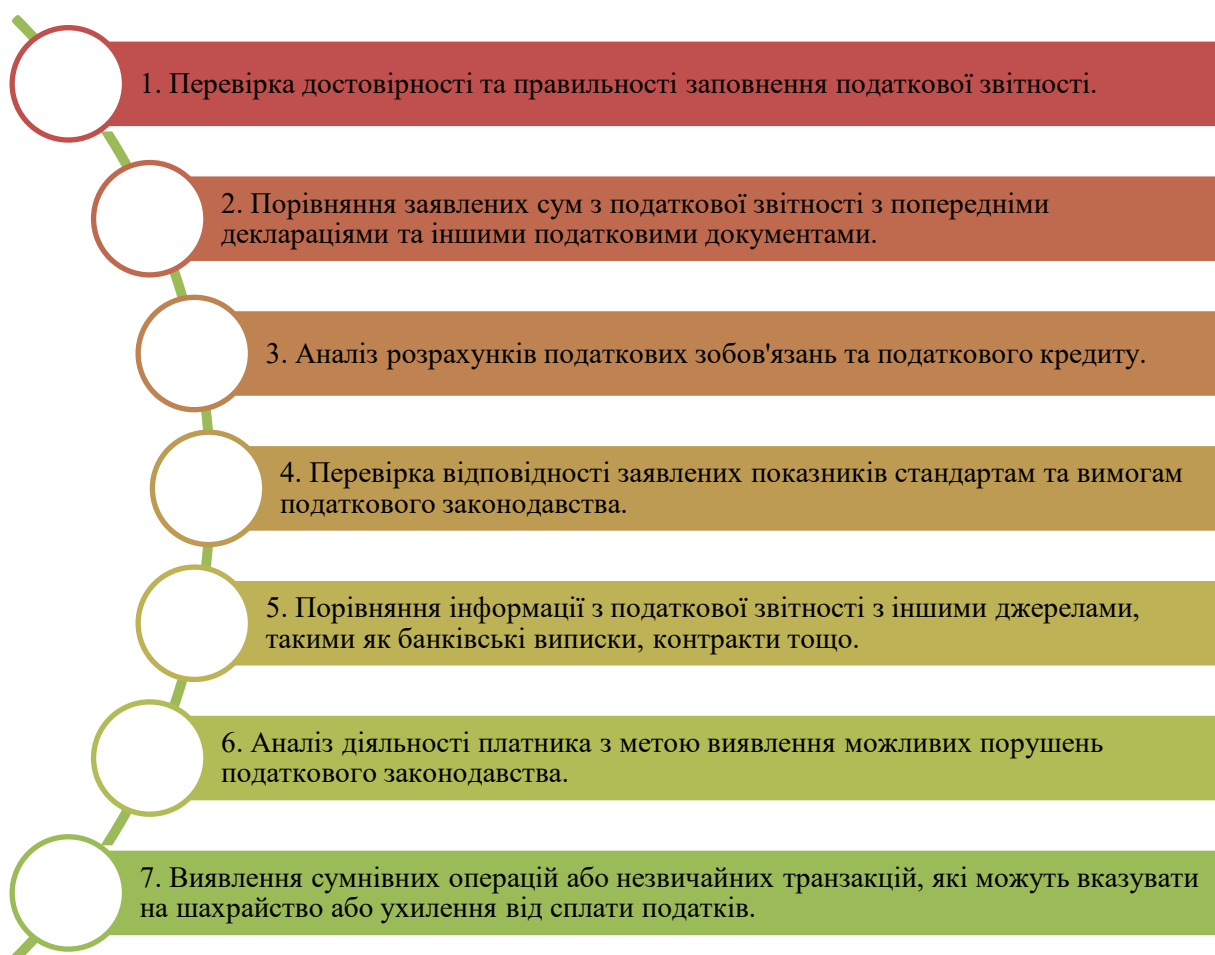 1. Перевірка достовірності та правильності заповнення податкової звітності.
2. Порівняння заявлених сум з податкової звітності з попередніми
деклараціями та іншими податковими документами.
3. Аналіз розрахунків податкових зобов'язань та податкового кредиту.
4. Перевірка відповідності заявлених показників стандартам та вимогам
податкового законодавства.
5. Порівняння інформації з податкової звітності з іншими джерелами,
такими як банківські виписки, контракти тощо.
6. Аналіз діяльності платника з метою виявлення можливих порушень
податкового законодавства.
7. Виявлення сумнівних операцій або незвичайних транзакцій, які можуть вказувати
на шахрайство або ухилення від сплати податків.